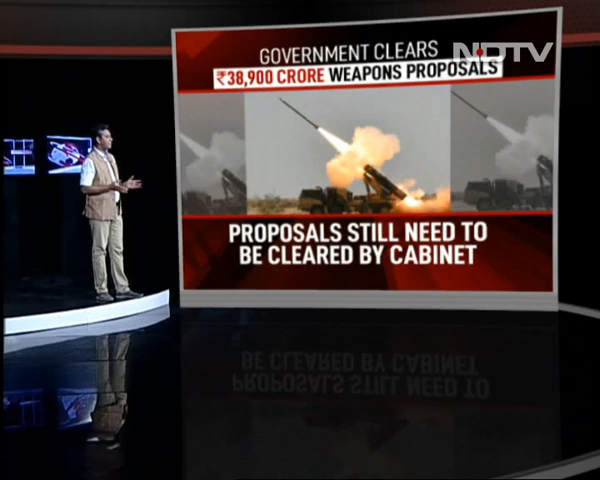 GOVERNMENT CLEARS
NDTV
₹38,900 CRORE WEAPONS PROPOSALS
PROPOSALS STILL NEED TO
BE CLEARED BY CABINET